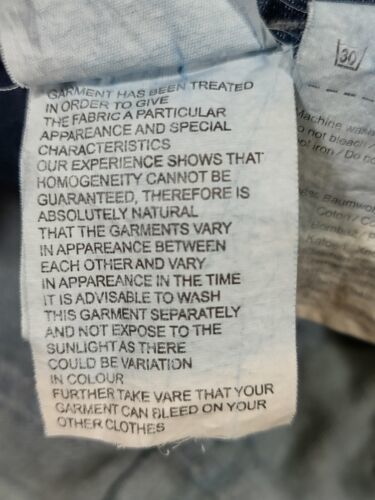 GARMENT HAS BEEN TREATED
IN ORDER TO GIVE
THE FABRIC A PARTICULAR
APPAREANCE AND SPECIAL
CHARACTERISTICS
OUR EXPERIENCE SHOWS THAT
HOMOGENEITY CANNOT BE
GUARANTEED, THEREFORE IS
ABSOLUTELY NATURAL
THAT THE GARMENTS VARY
IN APPAREANCE BETWEEN
EACH OTHER AND VARY
IN APPAREANCE IN THE TIME
IT IS ADVISABLE TO WASH
THIS GARMENT SEPARATELY
AND NOT EXPOSE TO THE
SUNLIGHT AS THERE
COULD BE VARIATION
IN COLOUR
FURTHER TAKE VARE THAT YOUR
GARMENT CAN BLEED ON YOUR
OTHER CLOTHES
30
Machine
not bleach
iron / Do
Baumwo
Coton / C